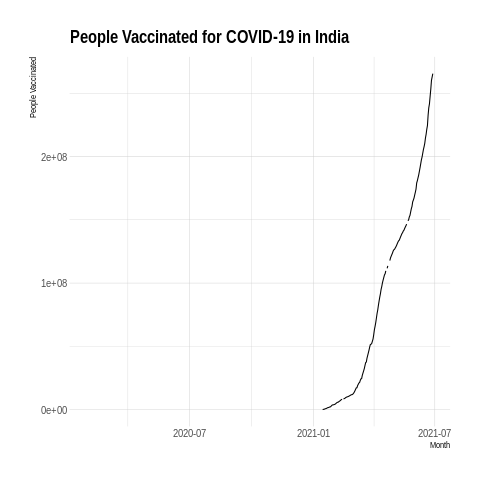 People Vaccinated for COVID-19 in India
People Vaccinated
2e+08
1e+08
0e+00
2020-07
2021-01
2021-07
Month